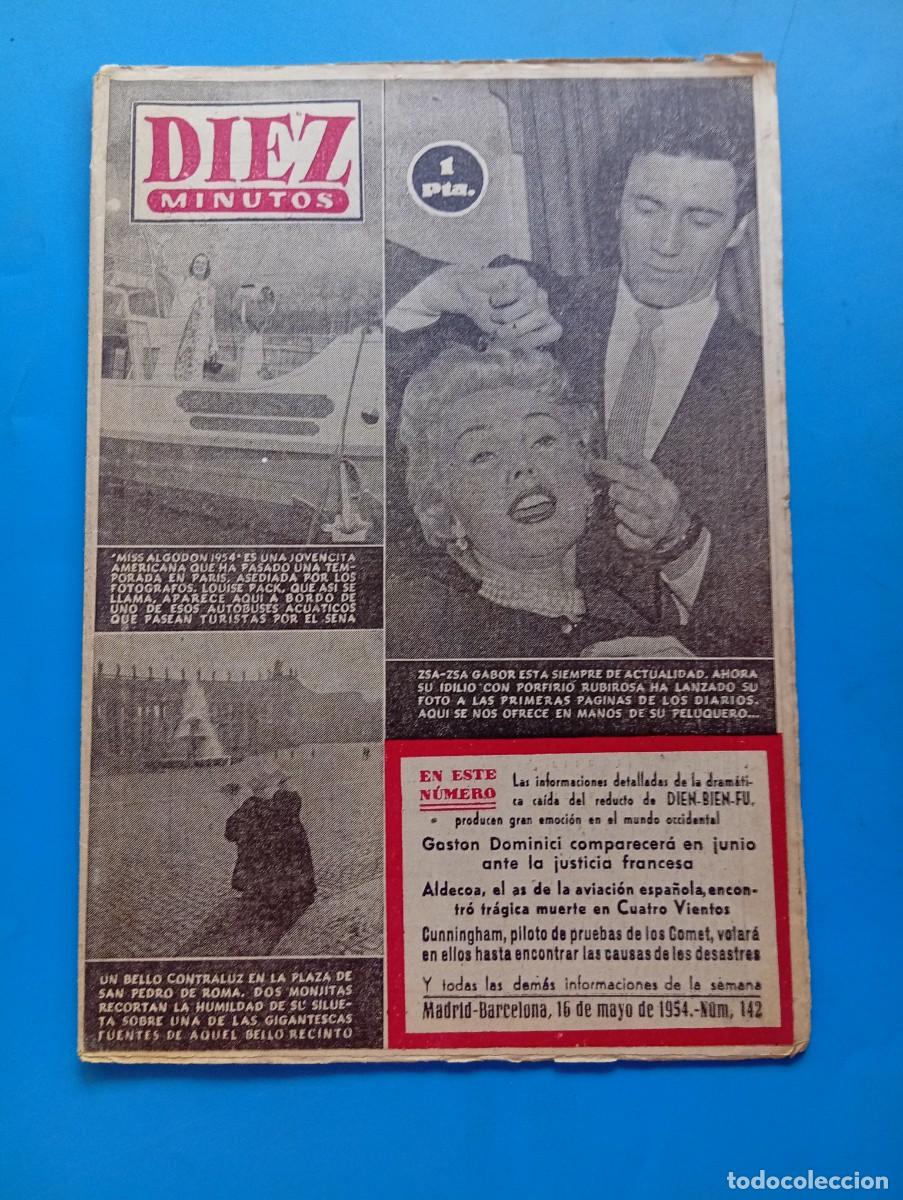 DIEZ
MINUTOS
1
Pta.
"MISS ALGODON 1954" ES UNA JOVENCITA
AMERICANA QUE HA PASADO UNA TEM-
PORADA EN PARIS, ASEDIADA POR LOS
FOTOGRAFOS. LOUISE PACK, QUE ASI SE
LLAMA, APARECE AQUI A BORDO DE
UNO DE ESOS AUTOBUSES ACUATICOS
QUE PASEAN TURISTAS POR EL SENA
ZSA-ZSA GABOR ESTA SIEMPRE DE ACTUALIDAD. AHORA
SU IDILIO CON PORFIRIO RUBIROSA HA LANZADO SU
FOTO A LAS PRIMERAS PAGINAS DE LOS DIARIOS.
AQUI SE NOS OFRECE EN MANOS DE SU PELUQUERO...
UN BELLO CONTRALUZ EN LA PLAZA DE
SAN PEDRO DE ROMA. DOS MONJITAS
RECORTAN LA HUMILDAD DE SU SILUE-
TA SOBRE UNA DE LAS GIGANTESCAS
FUENTES DE AQUEL BELLO RECINTO
EN ESTE
NÚMERO
Las informaciones detalladas de la dramáti-
ca caída del reducto de DIEN-BIEN-FU,
producen gran emoción en el mundo occidental
Gaston Dominici comparecerá en junio
ante la justicia francesa
Aldecoa, el as de la aviación española, encon-
tró trágica muerte en Cuatro Vientos
Cunningham, piloto de pruebas de los Comet, volará
en ellos hasta encontrar las causas de los desastres
Y todas las demás informaciones de la semana
Madrid-Barcelona, 16 de mayo de 1954.-Núm, 142
todocoleccion